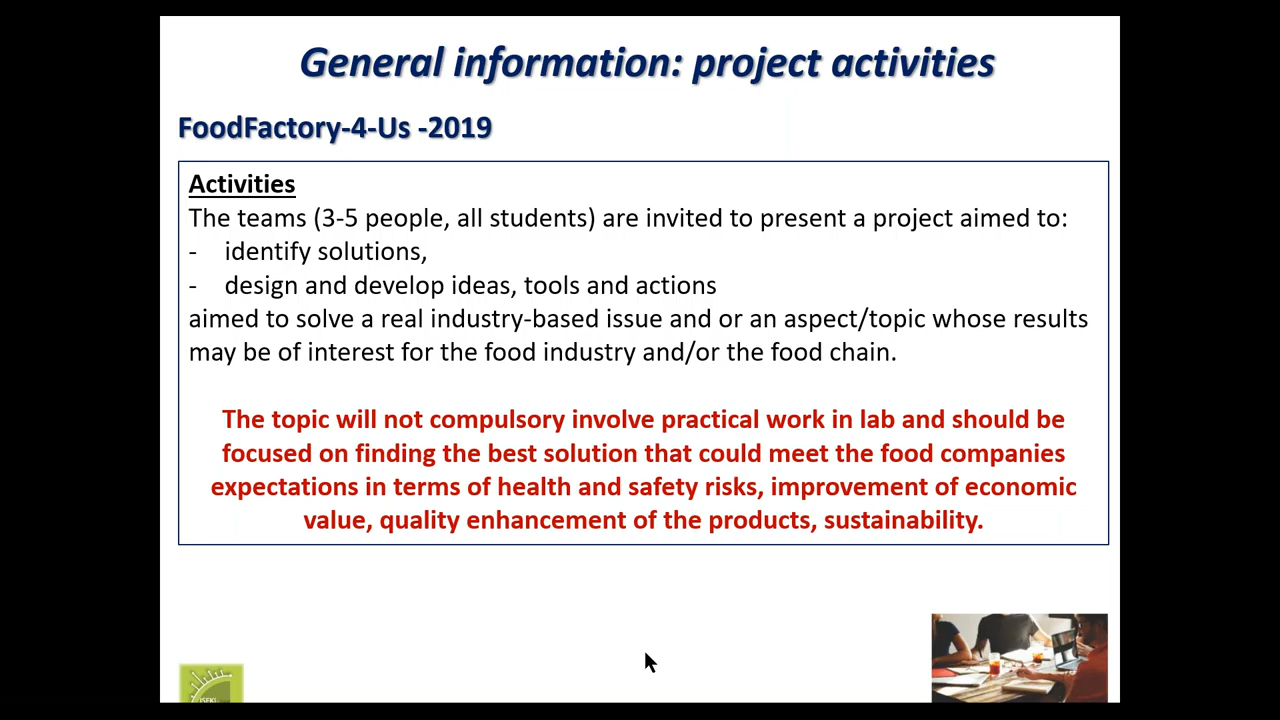 General information: project activities
FoodFactory-4-Us -2019
Activities
The teams (3-5 people, all students) are invited to present a project aimed to:
- identify solutions,
- design and develop ideas, tools and actions
aimed to solve a real industry-based issue and or an aspect/topic whose results
may be of interest for the food industry and/or the food chain.
The topic will not compulsory involve practical work in lab and should be
focused on finding the best solution that could meet the food companies
expectations in terms of health and safety risks, improvement of economic
value, quality enhancement of the products, sustainability.
ISEKI